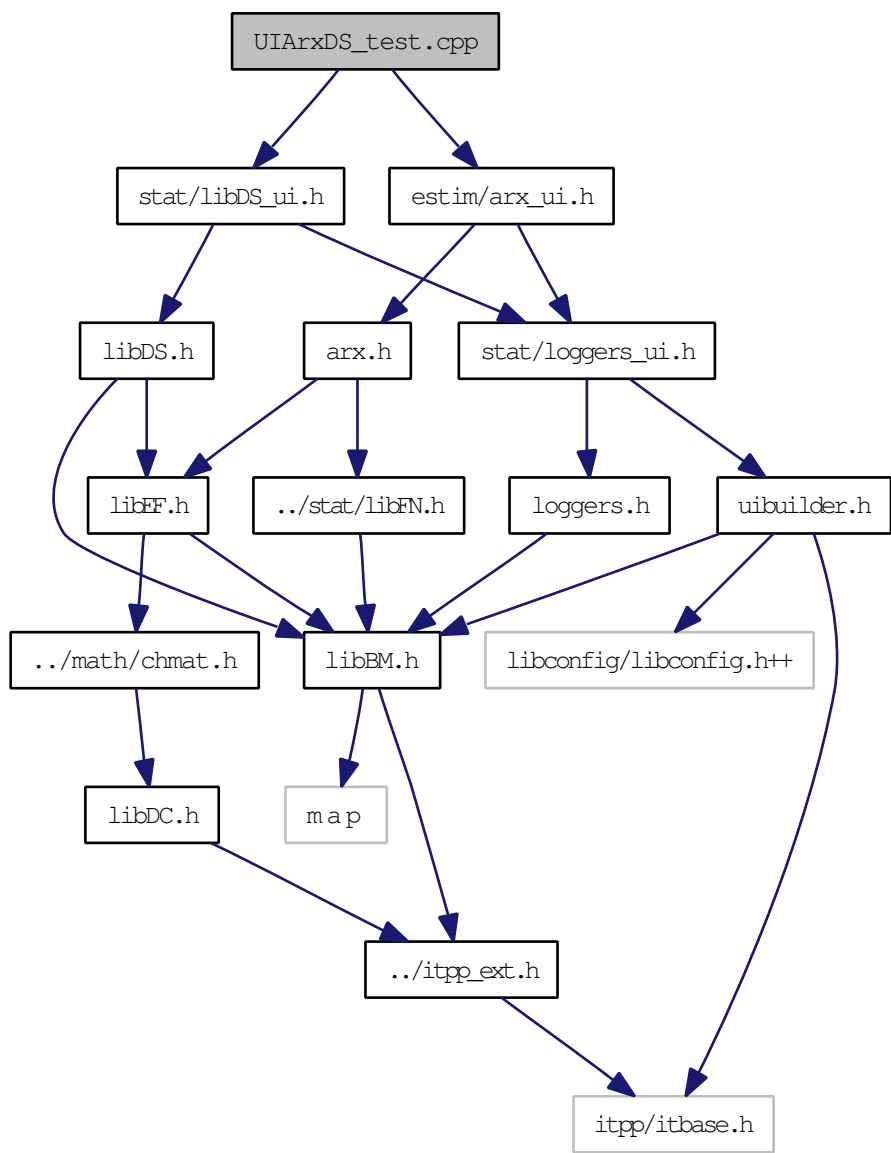 UIArxDS_test.cpp
stat/libDS_ui.h
estim/arx_ui.h
libDS.h
arx.h
stat/loggers_ui.h
libEF.h
../stat/libFN.h
loggers.h
uibuilder.h
../math/chmat.h
libBM.h
libconfig/libconfig.h++
libDC.h
map
../itpp_ext.h
itpp/itbase.h